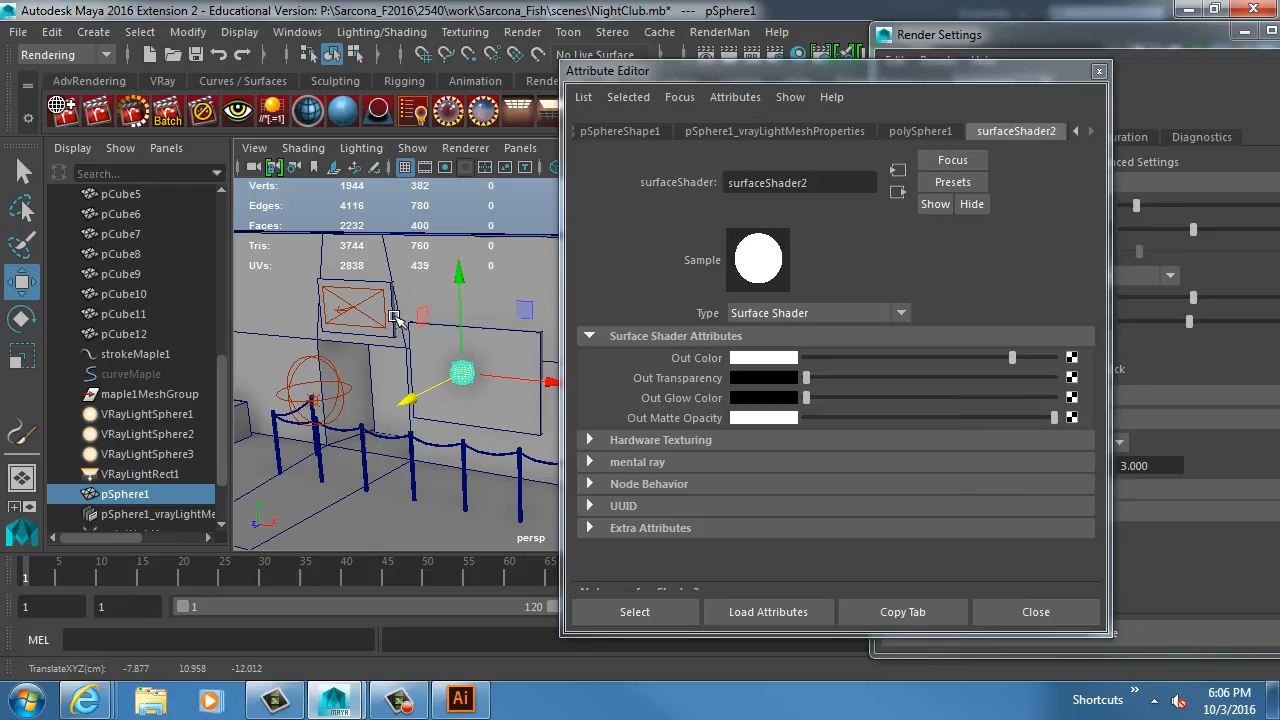 Autodesk Maya 2016 Extension 2 - Educational Version: P:\Sarcona_F2016\2540\work\Sarcona_Fish\scenes\NightClub.mb* --- pSphere1
File Edit Create Select Modify Display Windows Lighting/Shading Texturing Render Toon Stereo Cache RenderMan Help
Render Settings
Rendering
No Live Surface
Attribute Editor
AdvRendering VRay Curves / Surfaces Sculpting Rigging Animation
List Selected Focus Attributes Show Help
Batch
//*[.=]
pSphereShape1 pSphere1_vrayLightMeshProperties polySphere1 surfaceShader2
Diagnostics
Display Show Panels
View Shading Lighting Show Renderer Panels
Search...
Focus
surfaceShader: surfaceShader2
Presets
Show Hide
Verts: 1944 382 0
Edges: 4116 780 0
Faces: 2232 400 0
Tris: 3744 760 0
UVs: 2838 439 0
pCube5
pCube6
pCube7
pCube8
pCube9
pCube10
pCube11
pCube12
strokeMaple1
curveMaple
maple1MeshGroup
VRayLightSphere1
VRayLightSphere2
VRayLightSphere3
VRayLightRect1
pSphere1
pSphere1_vrayLightMe
persp
Sample
Type Surface Shader
Surface Shader Attributes
Out Color
Out Transparency
Out Glow Color
Out Matte Opacity
Hardware Texturing
mental ray
Node Behavior
UUID
Extra Attributes
3.000
Select Load Attributes Copy Tab Close
1 5 10 15 20 25 30 35 40 45 50 55 60 65
1 1 1 120
MEL
TranslateXYZ(cm): -7.877 10.958 -12.012
MAYA
Ai
Shortcuts
6:06 PM
10/3/2016